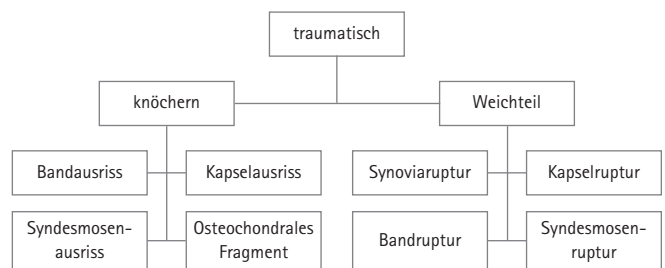 traumatisch
knöchern
Weichteil
Bandausriss
Kapselausriss
Synoviaruptur
Kapselruptur
Syndesmosen-
ausriss
Osteochondrales
Fragment
Bandruptur
Syndesmosen-
ruptur